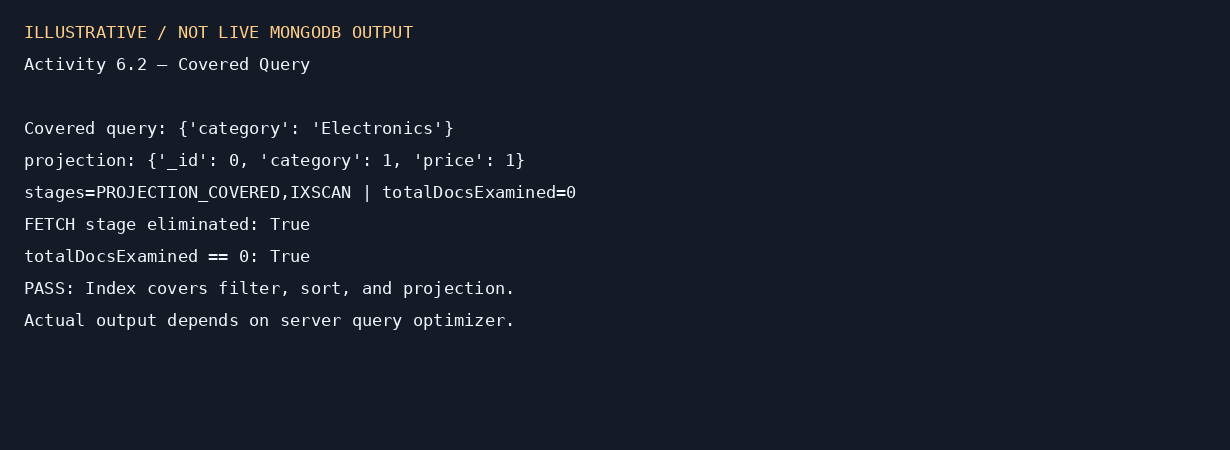 ILLUSTRATIVE / NOT LIVE MONGODB OUTPUT
Activity 6.2 — Covered Query
Covered query: {'category': 'Electronics'}
projection: {'_id': 0, 'category': 1, 'price': 1}
stages=PROJECTION_COVERED,IXSCAN | totalDocsExamined=0
FETCH stage eliminated: True
totalDocsExamined == 0: True
PASS: Index covers filter, sort, and projection.
Actual output depends on server query optimizer.